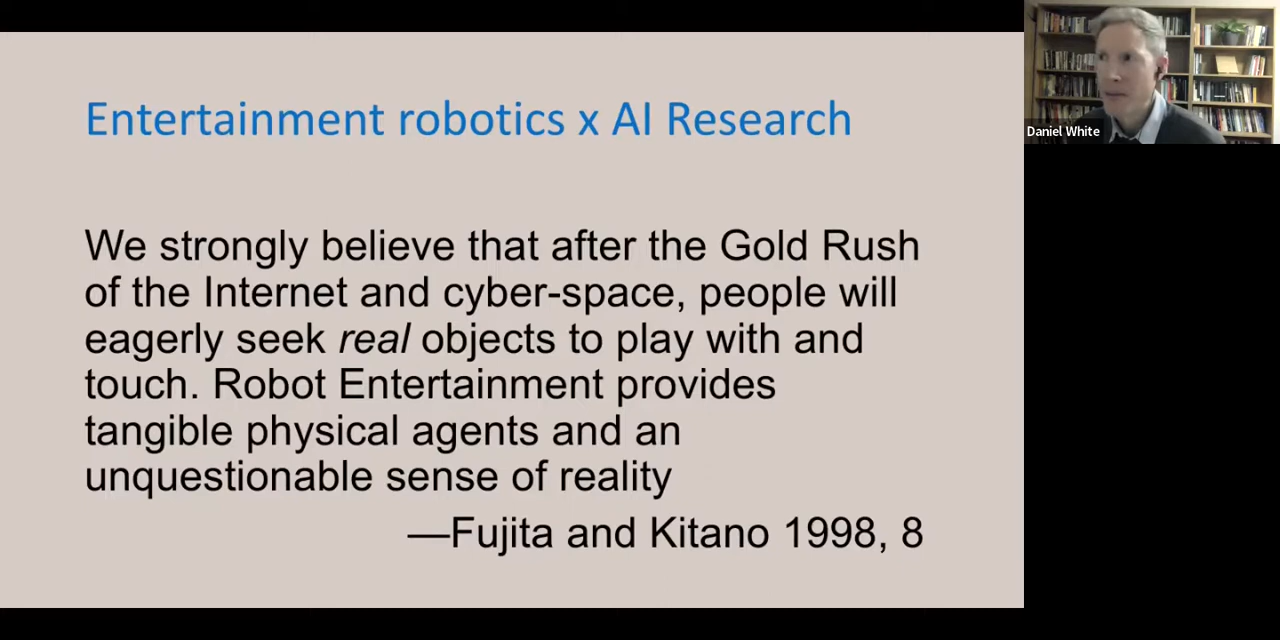 Entertainment robotics x AI Research
We strongly believe that after the Gold Rush
of the Internet and cyber-space, people will
eagerly seek real objects to play with and
touch. Robot Entertainment provides
tangible physical agents and an
unquestionable sense of reality
—Fujita and Kitano 1998, 8
Daniel White